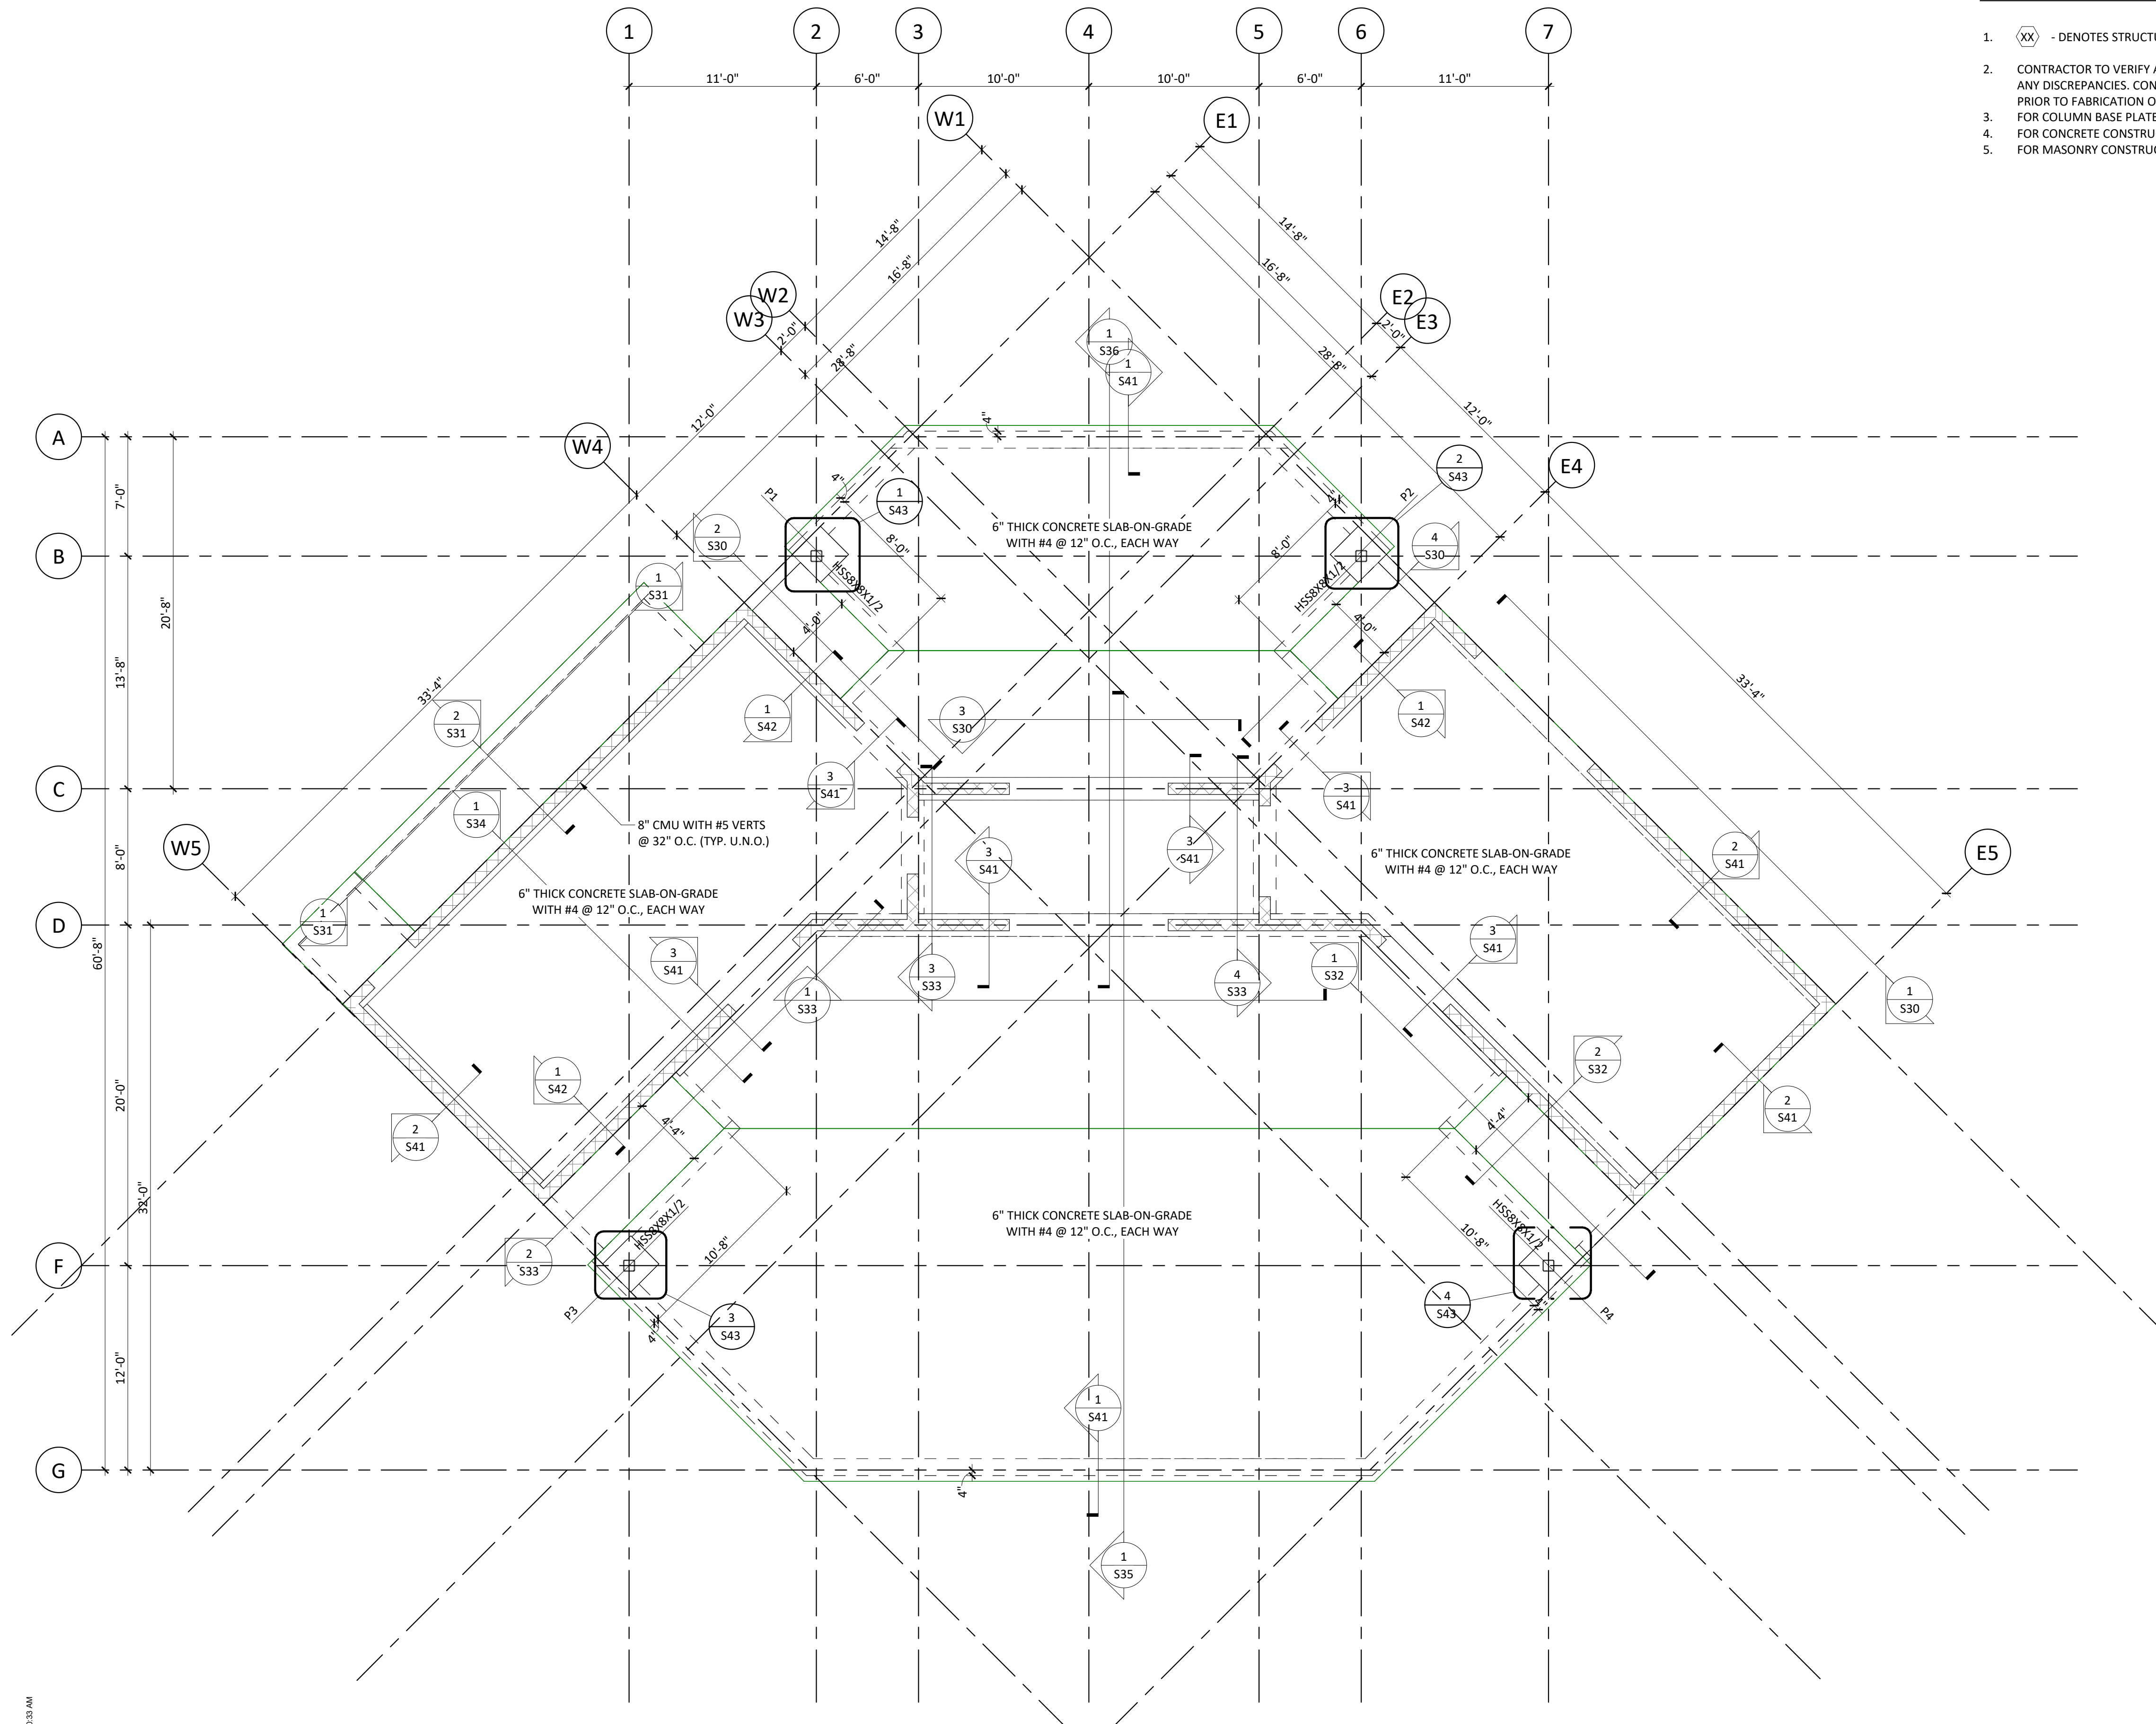 1
2
3
4
5
6
7
11'-0"
6'-0"
10'-0"
10'-0"
6'-0"
11'-0"
1. XX - DENOTES STRUCTU
2. CONTRACTOR TO VERIFY A
ANY DISCREPANCIES. CON
PRIOR TO FABRICATION O
3. FOR COLUMN BASE PLATE
4. FOR CONCRETE CONSTRU
5. FOR MASONRY CONSTRUC
W1
E1
14'-8"
16'-8"
28'-8"
14'-8"
16'-8"
28'-8"
W2
W3
2'-0"
E2
E3
2'-0"
12'-0"
12'-0"
1
S36
1
S41
A
W4
E4
4"
7'-0"
4"
P1
1
S43
4"
P2
2
S43
2
S30
6" THICK CONCRETE SLAB-ON-GRADE
WITH #4 @ 12" O.C., EACH WAY
4
S30
B
8'-0"
8'-0"
HSS8X8X1/2
HSS8X8X1/2
1
S31
20'-8"
4'-0"
4'-0"
13'-8"
33'-4"
33'-4"
2
S31
1
S42
3
S30
1
S42
C
3
S41
3
S41
1
S34
8" CMU WITH #5 VERTS
@ 32" O.C. (TYP. U.N.O.)
W5
E5
8'-0"
3
S41
3
S41
6" THICK CONCRETE SLAB-ON-GRADE
WITH #4 @ 12" O.C., EACH WAY
2
S41
6" THICK CONCRETE SLAB-ON-GRADE
WITH #4 @ 12" O.C., EACH WAY
1
S31
D
60'-8"
3
S41
3
S33
4
S33
1
S32
3
S41
1
S33
1
S30
1
S42
2
S32
20'-0"
2
S41
4'-4"
4'-4"
2
S41
32'-0"
HSS8X8X1/2
6" THICK CONCRETE SLAB-ON-GRADE
WITH #4 @ 12" O.C., EACH WAY
HSS8X8X1/2
10'-8"
10'-8"
2
S33
F
P3
4"
3
S43
4
S43
4"
P4
12'-0"
1
S41
G
4"
1
S35
0:33 AM